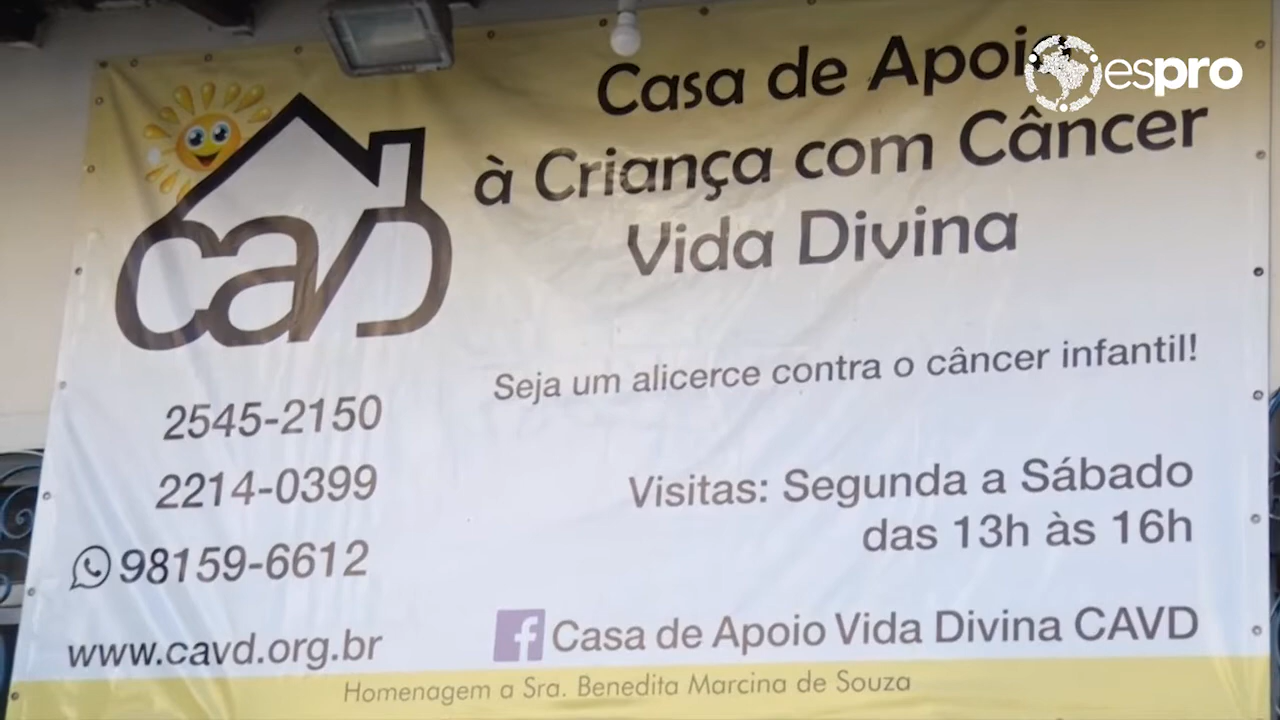 espro
Casa de Apoio
à Criança com Câncer
Vida Divina
cavd
Seja um alicerce contra o câncer infantil!
2545-2150
2214-0399
98159-6612
www.cavd.org.br
Visitas: Segunda a Sábado
das 13h às 16h
Casa de Apoio Vida Divina CAVD
Homenagem a Sra. Benedita Marcina de Souza